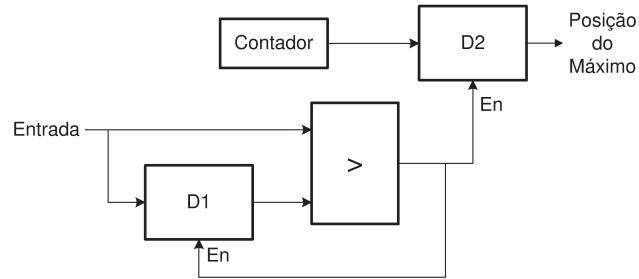 Contador
D2
Posição
do
Máximo
En
Entrada
>
D1
En